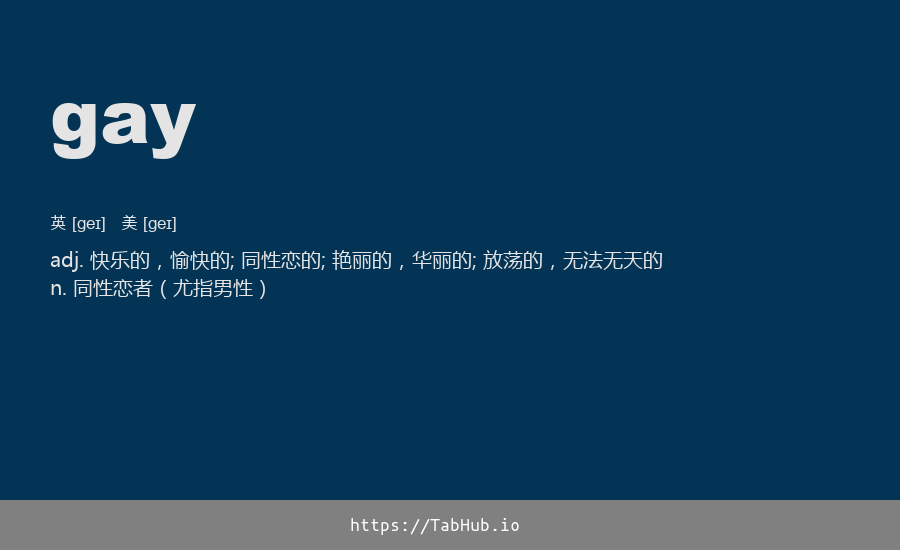 gay
英 [geɪ] 美 [geɪ]
adj. 快乐的，愉快的; 同性恋的; 艳丽的，华丽的; 放荡的，无法无天的
n. 同性恋者（尤指男性）
https://TabHub.io